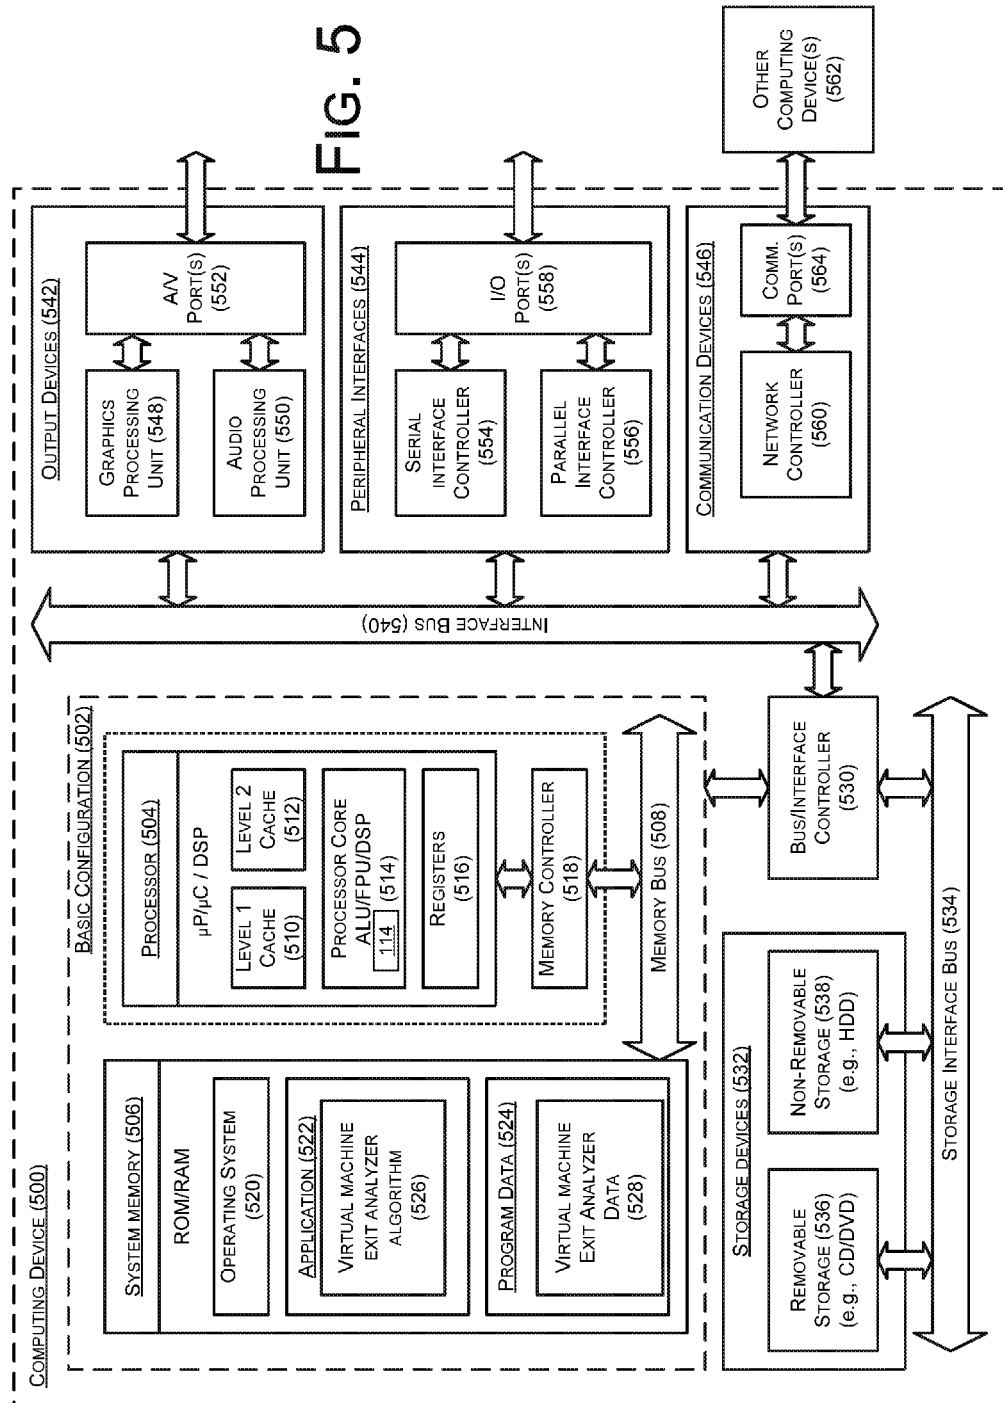 COMPUTING DEVICE (500)
BASIC CONFIGURATION (502)
SYSTEM MEMORY (506)
ROM/RAM
OPERATING SYSTEM
(520)
APPLICATION (522)
VIRTUAL MACHINE
EXIT ANALYZER
ALGORITHM
(526)
PROGRAM DATA (524)
VIRTUAL MACHINE
EXIT ANALYZER
DATA
(528)
PROCESSOR (504)
µP/µC / DSP
LEVEL 1
CACHE
(510)
LEVEL 2
CACHE
(512)
PROCESSOR CORE
ALU/FPU/DSP
114
(514)
REGISTERS
(516)
MEMORY CONTROLLER
(518)
MEMORY BUS (508)
STORAGE DEVICES (532)
REMOVABLE
STORAGE (536)
(e.g., CD/DVD)
NON-REMOVABLE
STORAGE (538)
(e.g., HDD)
BUS/INTERFACE
CONTROLLER
(530)
STORAGE INTERFACE BUS (534)
INTERFACE BUS (540)
OUTPUT DEVICES (542)
GRAPHICS
PROCESSING
UNIT (548)
AUDIO
PROCESSING
UNIT (550)
A/V
PORT(S)
(552)
PERIPHERAL INTERFACES (544)
SERIAL
INTERFACE
CONTROLLER
(554)
PARALLEL
INTERFACE
CONTROLLER
(556)
I/O
PORT(S)
(558)
COMMUNICATION DEVICES (546)
NETWORK
CONTROLLER
(560)
COMM.
PORT(S)
(564)
OTHER
COMPUTING
DEVICE(S)
(562)
FIG. 5